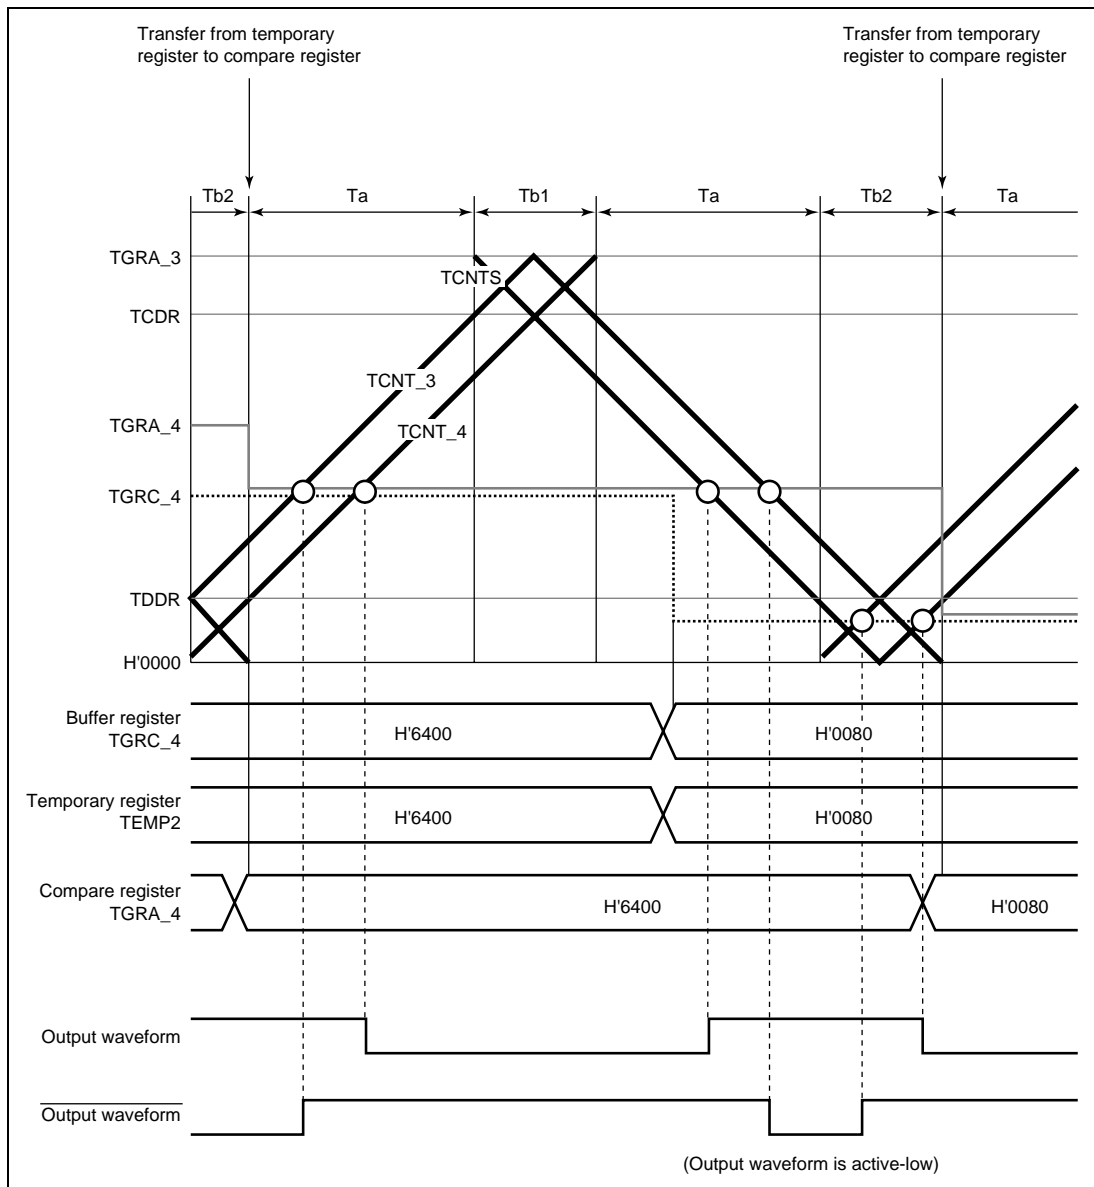 Transfer from temporary
register to compare register
Transfer from temporary
register to compare register
Tb2
Ta
Tb1
Ta
Tb2
Ta
TGRA_3
TCNTS
TCDR
TCNT_3
TGRA_4
TCNT_4
TGRC_4
TDDR
H'0000
Buffer register
TGRC_4
H'6400
H'0080
Temporary register
TEMP2
H'6400
H'0080
Compare register
TGRA_4
H'6400
H'0080
Output waveform
Output waveform
(Output waveform is active-low)